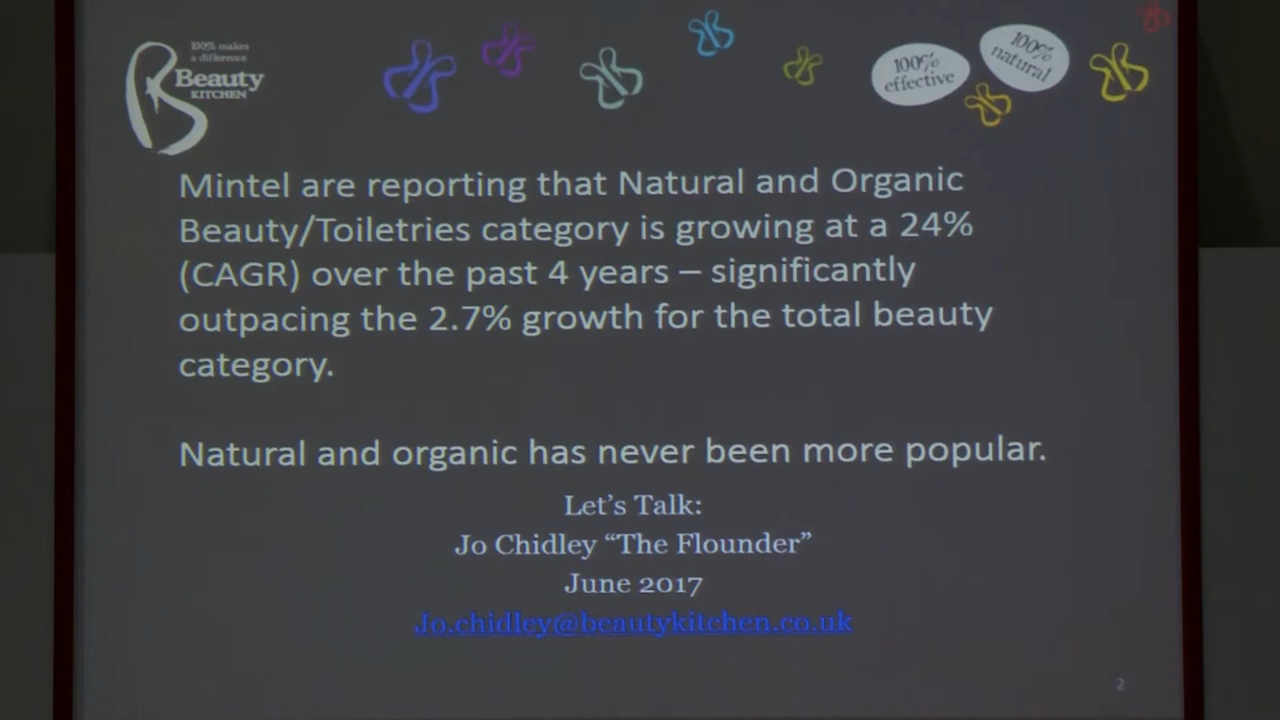 100% makes
a difference
Beauty
KITCHEN
100%
effective
100%
natural
Mintel are reporting that Natural and Organic
Beauty/Toiletries category is growing at a 24%
(CAGR) over the past 4 years – significantly
outpacing the 2.7% growth for the total beauty
category.
Natural and organic has never been more popular.
Let’s Talk:
Jo Chidley “The Flounder”
June 2017
Jo.chidley@beautykitchen.co.uk
2